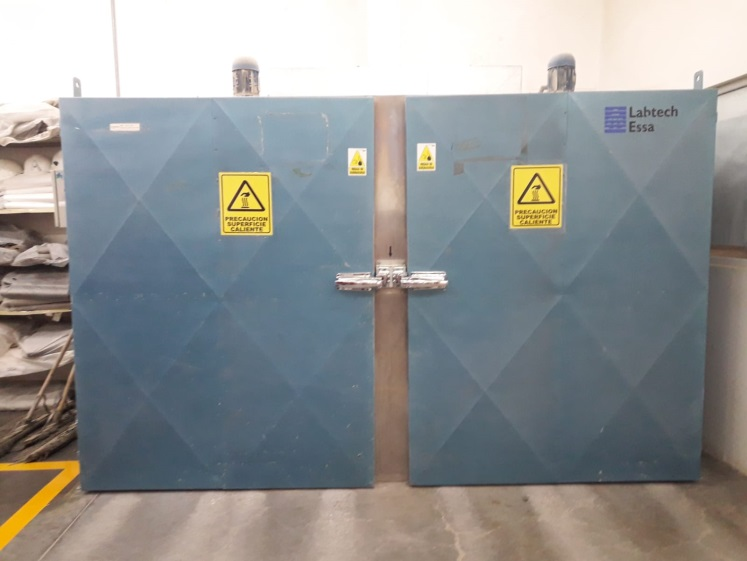 Labtech
Essa
PRECAUCION
SUPERFICIE
CALIENTE
PRECAUCION
SUPERFICIE
CALIENTE